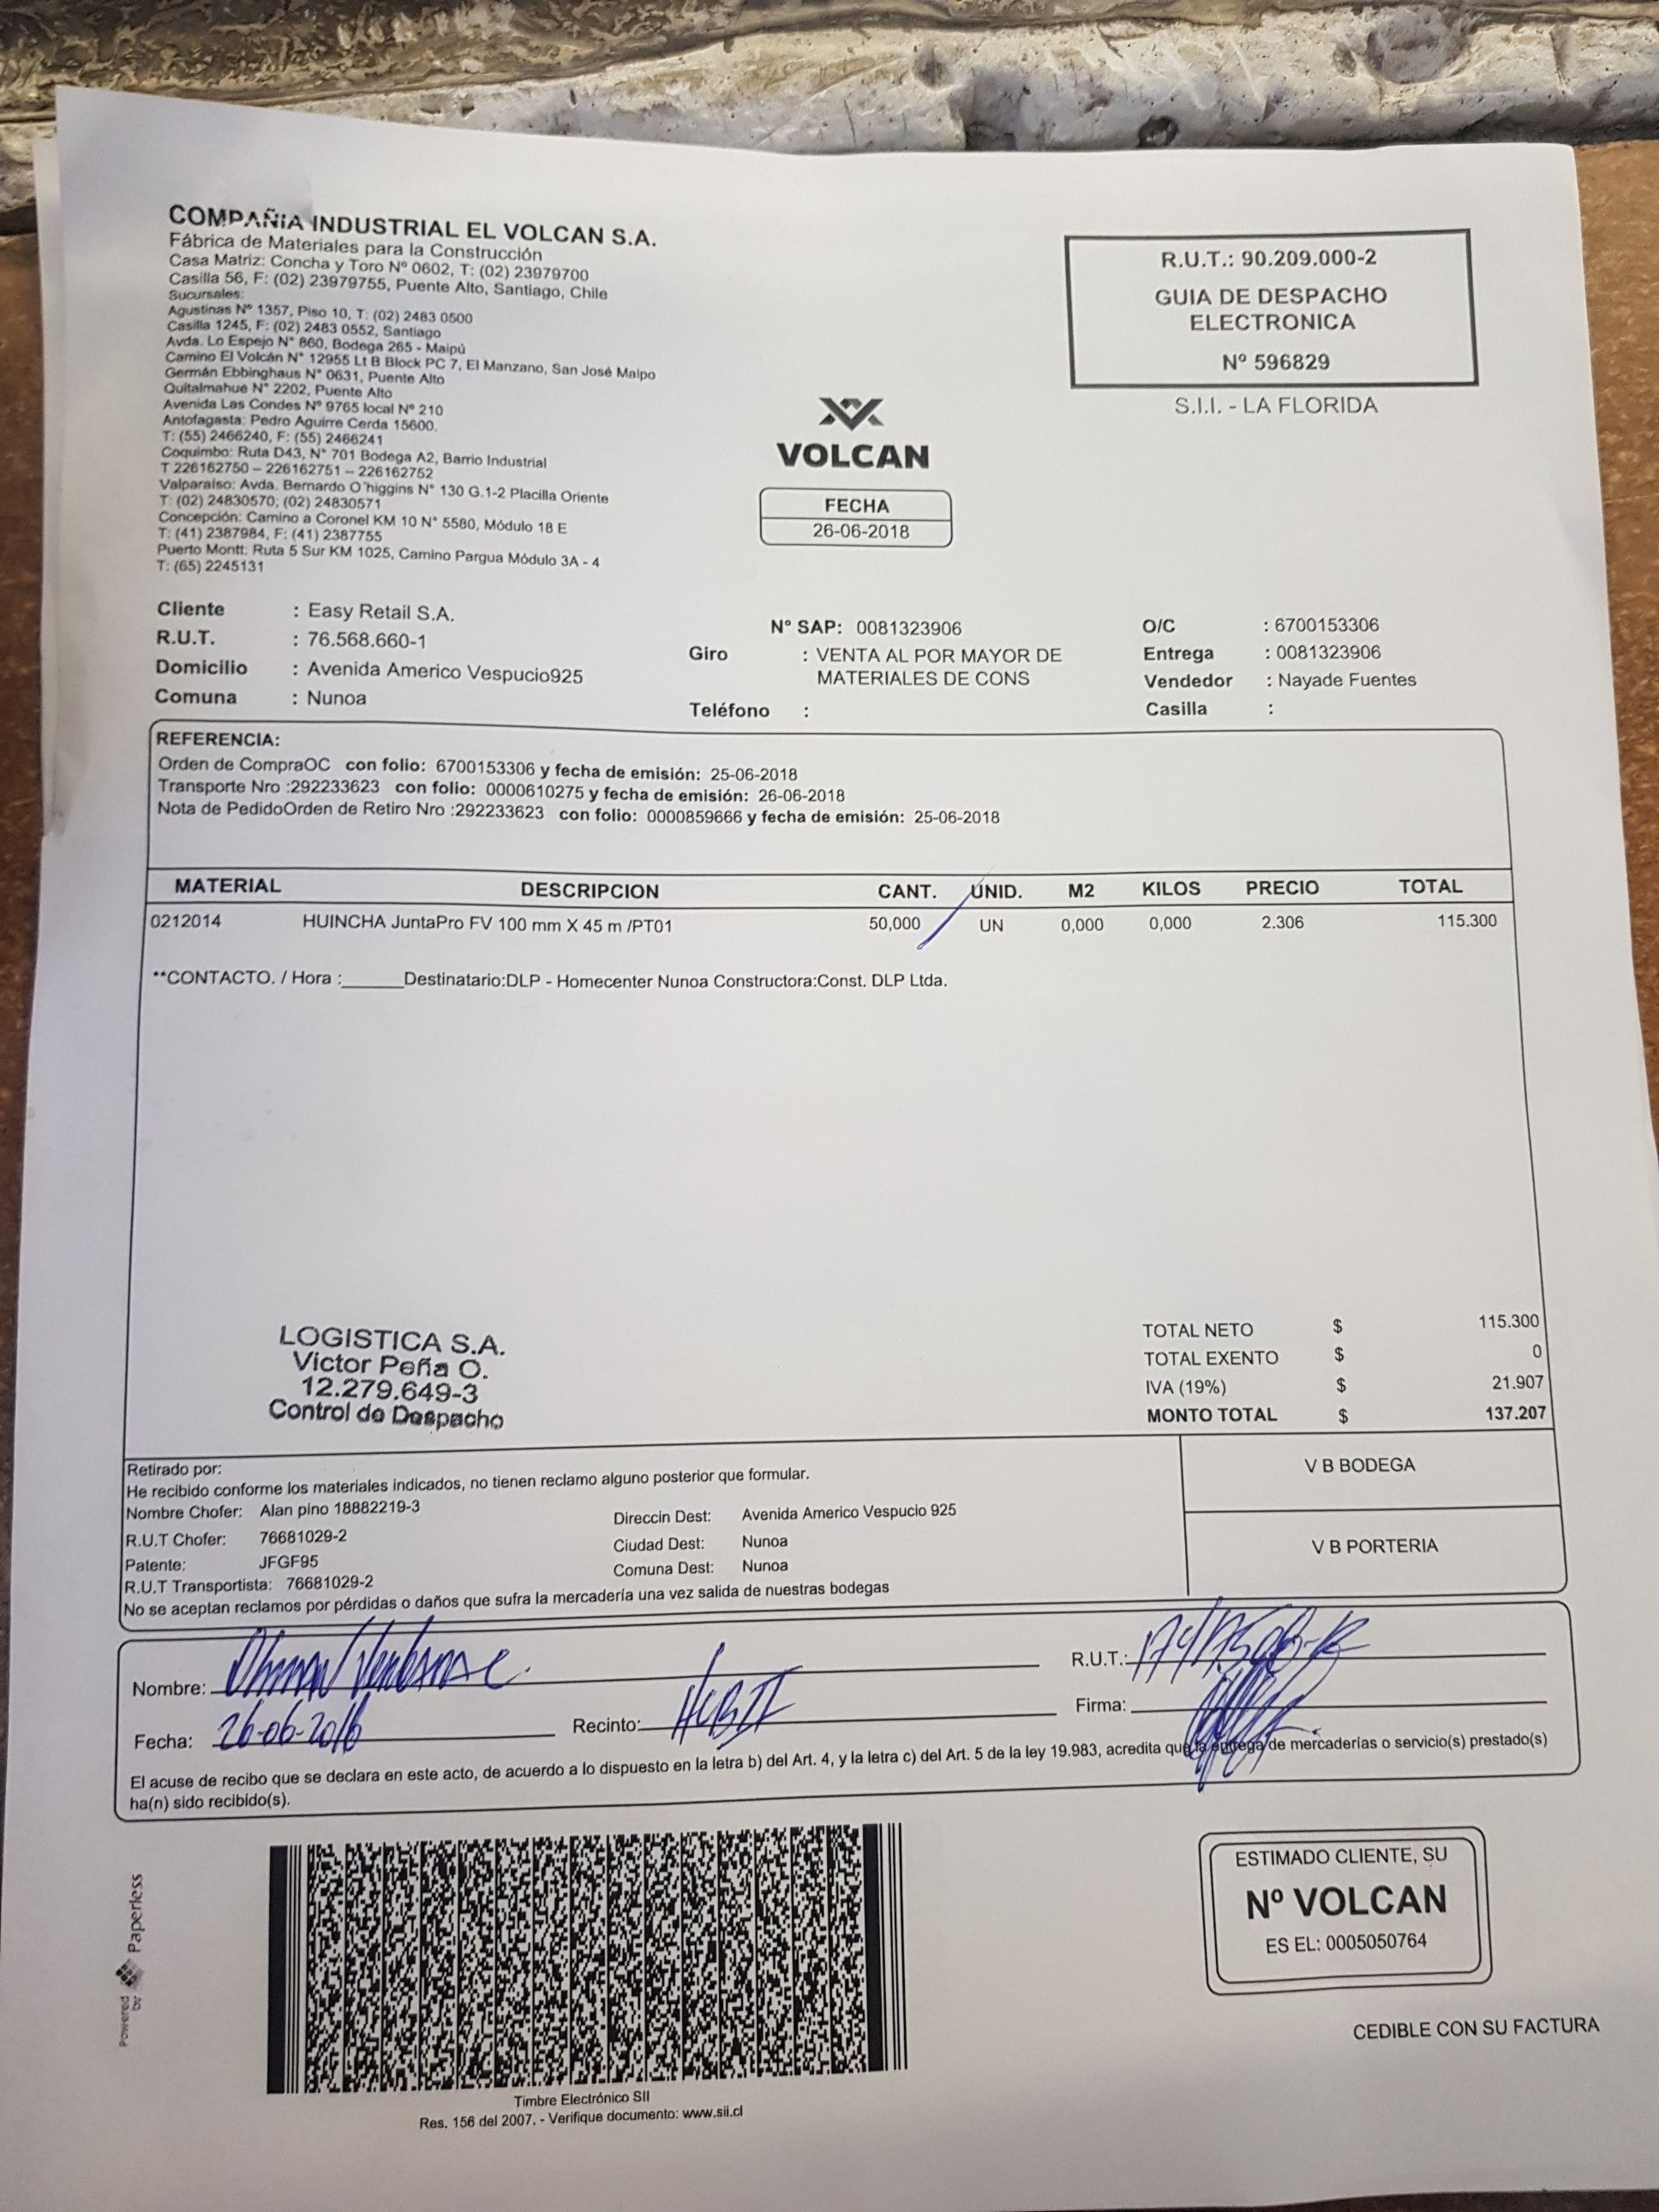 COMPAÑIA INDUSTRIAL EL VOLCAN S.A.
Fábrica de Materiales para la Construcción
Casa Matriz: Concha y Toro Nº 0602, T: (02) 23979700
Casilla 56, F: (02) 23979755, Puente Alto, Santiago, Chile
Sucursales:
Agustinas Nº 1357, Piso 10, T: (02) 2483 0500
Casilla 1245, F: (02) 2483 0552, Santiago
Avda. Lo Espejo N° 860, Bodega 265 - Maipú
Camino El Volcán N° 12955 Lt B Block PC 7, El Manzano, San José Maipo
Germán Ebbinghaus N° 0631, Puente Alto
Quitalmahue N° 2202, Puente Alto
Avenida Las Condes Nº 9765 local Nº 210
Antofagasta: Pedro Aguirre Cerda 15600.
T: (55) 2466240, F: (55) 2466241
Coquimbo: Ruta D43, N° 701 Bodega A2, Barrio Industrial
T 226162750 – 226162751 – 226162752
Valparaíso: Avda. Bernardo O´higgins N° 130 G.1-2 Placilla Oriente
T: (02) 24830570; (02) 24830571
Concepción: Camino a Coronel KM 10 N° 5580, Módulo 18 E
T: (41) 2387984, F: (41) 2387755
Puerto Montt: Ruta 5 Sur KM 1025, Camino Pargua Módulo 3A - 4
T: (65) 2245131
R.U.T.: 90.209.000-2
GUIA DE DESPACHO
ELECTRONICA
Nº 596829
S.I.I. - LA FLORIDA
VOLCAN
FECHA
26-06-2018
Cliente : Easy Retail S.A.
R.U.T. : 76.568.660-1
Domicilio : Avenida Americo Vespucio925
Comuna : Nunoa
N° SAP: 0081323906
Giro : VENTA AL POR MAYOR DE
MATERIALES DE CONS
Teléfono :
O/C : 6700153306
Entrega : 0081323906
Vendedor : Nayade Fuentes
Casilla :
REFERENCIA:
Orden de CompraOC con folio: 6700153306 y fecha de emisión: 25-06-2018
Transporte Nro :292233623 con folio: 0000610275 y fecha de emisión: 26-06-2018
Nota de PedidoOrden de Retiro Nro :292233623 con folio: 0000859666 y fecha de emisión: 25-06-2018
MATERIAL DESCRIPCION CANT. UNID. M2 KILOS PRECIO TOTAL
0212014 HUINCHA JuntaPro FV 100 mm X 45 m /PT01 50,000 UN 0,000 0,000 2.306 115.300
**CONTACTO. / Hora :______Destinatario:DLP - Homecenter Nunoa Constructora:Const. DLP Ltda.
LOGISTICA S.A.
Victor Peña O.
12.279.649-3
Control de Despacho
TOTAL NETO $ 115.300
TOTAL EXENTO $ 0
IVA (19%) $ 21.907
MONTO TOTAL $ 137.207
Retirado por:
He recibido conforme los materiales indicados, no tienen reclamo alguno posterior que formular.
Nombre Chofer: Alan pino 18882219-3
R.U.T Chofer: 76681029-2
Patente: JFGF95
R.U.T Transportista: 76681029-2
Direccin Dest: Avenida Americo Vespucio 925
Ciudad Dest: Nunoa
Comuna Dest: Nunoa
No se aceptan reclamos por pérdidas o daños que sufra la mercadería una vez salida de nuestras bodegas
V B BODEGA
V B PORTERIA
Nombre:
R.U.T.:
Fecha: 26-06-2018
Recinto:
Firma:
El acuse de recibo que se declara en este acto, de acuerdo a lo dispuesto en la letra b) del Art. 4, y la letra c) del Art. 5 de la ley 19.983, acredita que la entrega de mercaderías o servicio(s) prestado(s)
ha(n) sido recibido(s).
Powered by Paperless
Timbre Electrónico SII
Res. 156 del 2007. - Verifique documento: www.sii.cl
ESTIMADO CLIENTE, SU
Nº VOLCAN
ES EL: 0005050764
CEDIBLE CON SU FACTURA